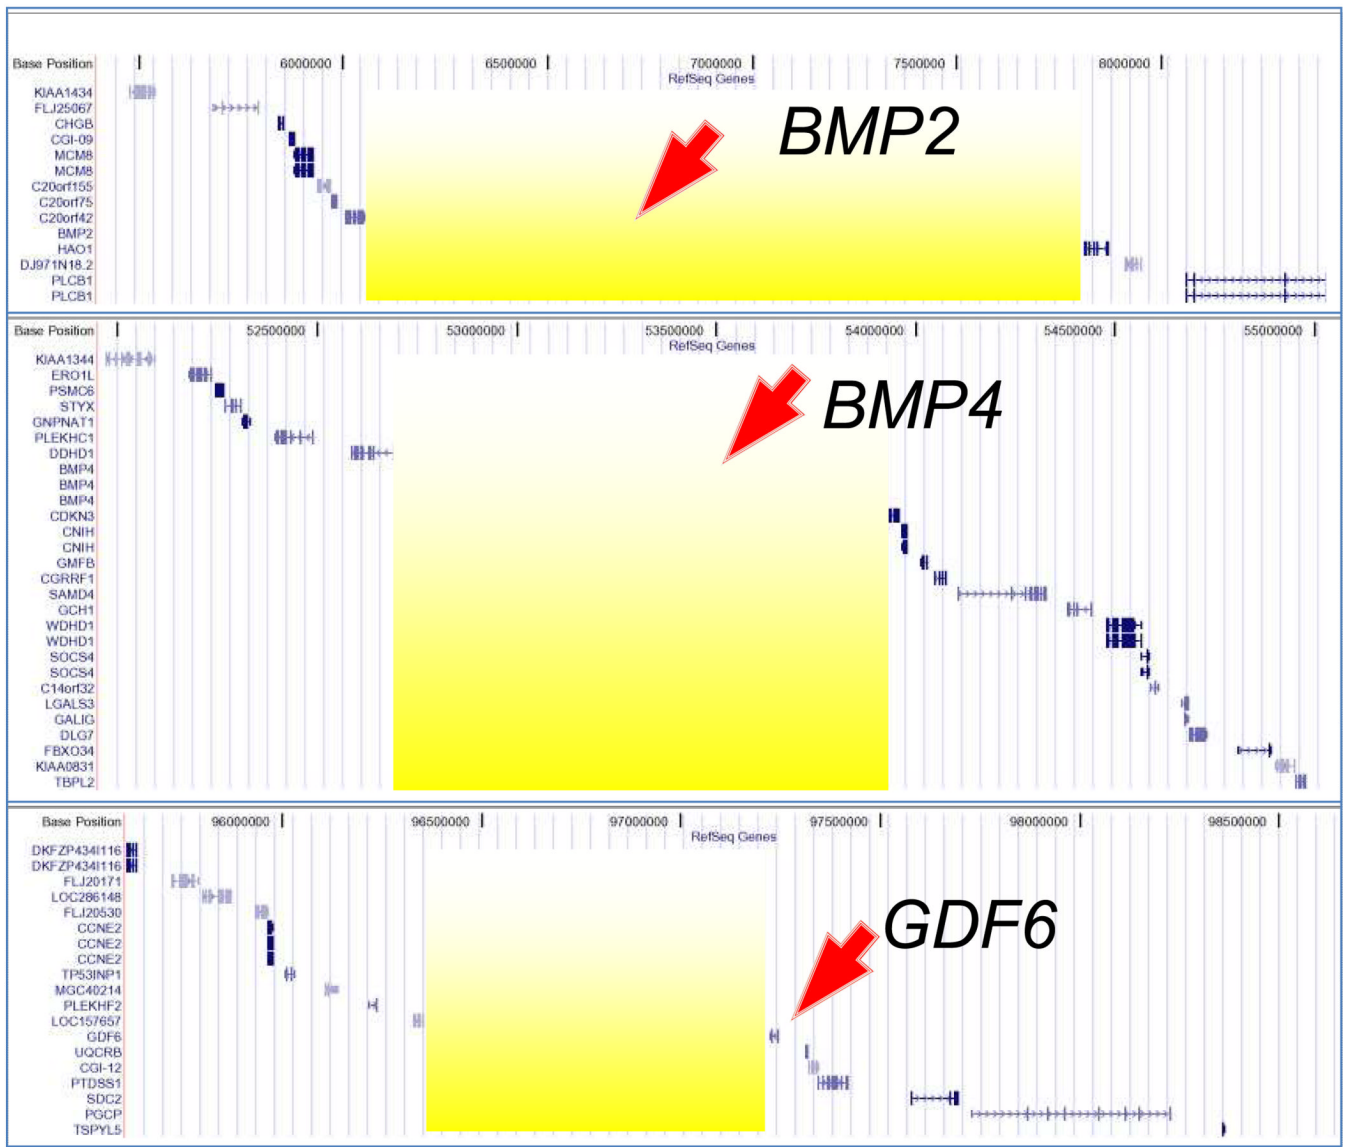 Base Position 6000000 6500000 7000000 7500000 8000000
RefSeq Genes
KIAA1434
FLJ25067
CHGB
BMP2
CGI-09
MCM8
MCM8
C20orf155
C20orf75
C20orf42
BMP2
HAO1
DJ971N18.2
PLCB1
PLCB1
Base Position 52500000 53000000 53500000 54000000 54500000 55000000
RefSeq Genes
KIAA1344
ERO1L
PSMC6
STYX
BMP4
GNPNAT1
PLEKHC1
DDHD1
BMP4
BMP4
BMP4
CDKN3
CNIH
CNIH
GMFB
CGRRF1
SAMD4
GCH1
WDHD1
WDHD1
SOCS4
SOCS4
C14orf32
LGALS3
GALIG
DLG7
FBXO34
KIAA0831
TBPL2
Base Position 96000000 96500000 97000000 97500000 98000000 98500000
RefSeq Genes
DKFZP434I116
DKFZP434I116
FLJ20171
LOC286148
FLJ20530
CCNE2
GDF6
CCNE2
CCNE2
TP53INP1
MGC40214
PLEKHF2
LOC157657
GDF6
UQCRB
CGI-12
PTDSS1
SDC2
PGCP
TSPYL5